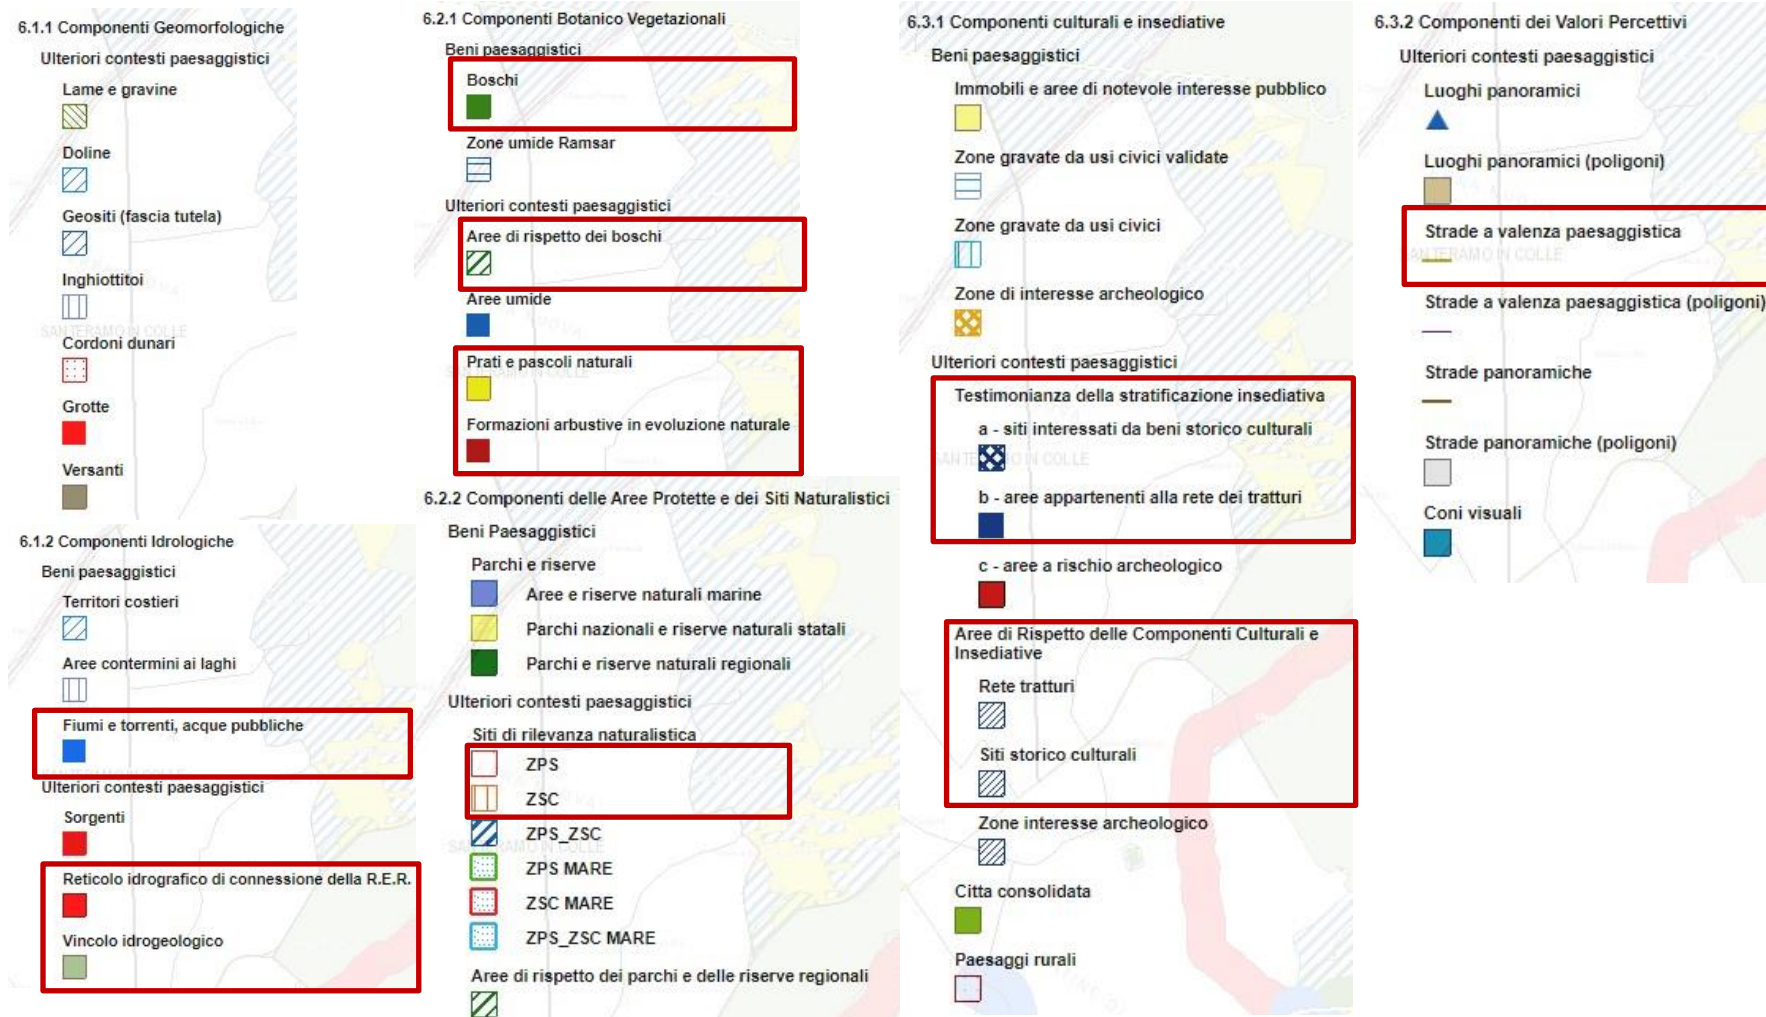 6.1.1 Componenti Geomorfologiche
Ulteriori contesti paesaggistici
Lame e gravine
Doline
Geositi (fascia tutela)
Inghiottitoi
Cordoni dunari
Grotte
Versanti
6.1.2 Componenti Idrologiche
Beni paesaggistici
Territori costieri
Aree contermini ai laghi
Fiumi e torrenti, acque pubbliche
Ulteriori contesti paesaggistici
Sorgenti
Reticolo idrografico di connessione della R.E.R.
Vincolo idrogeologico
6.2.1 Componenti Botanico Vegetazionali
Beni paesaggistici
Boschi
Zone umide Ramsar
Ulteriori contesti paesaggistici
Aree di rispetto dei boschi
Aree umide
Prati e pascoli naturali
Formazioni arbustive in evoluzione naturale
6.2.2 Componenti delle Aree Protette e dei Siti Naturalistici
Beni Paesaggistici
Parchi e riserve
Aree e riserve naturali marine
Parchi nazionali e riserve naturali statali
Parchi e riserve naturali regionali
Ulteriori contesti paesaggistici
Siti di rilevanza naturalistica
ZPS
ZSC
ZPS_ZSC
ZPS MARE
ZSC MARE
ZPS_ZSC MARE
Aree di rispetto dei parchi e delle riserve regionali
6.3.1 Componenti culturali e insediative
Beni paesaggistici
Immobili e aree di notevole interesse pubblico
Zone gravate da usi civici validate
Zone gravate da usi civici
Zone di interesse archeologico
Ulteriori contesti paesaggistici
Testimonianza della stratificazione insediativa
a - siti interessati da beni storico culturali
b - aree appartenenti alla rete dei tratturi
c - aree a rischio archeologico
Aree di Rispetto delle Componenti Culturali e
Insediative
Rete tratturi
Siti storico culturali
Zone interesse archeologico
Citta consolidata
Paesaggi rurali
6.3.2 Componenti dei Valori Percettivi
Ulteriori contesti paesaggistici
Luoghi panoramici
Luoghi panoramici (poligoni)
Strade a valenza paesaggistica
Strade a valenza paesaggistica (poligoni)
Strade panoramiche
Strade panoramiche (poligoni)
Coni visuali